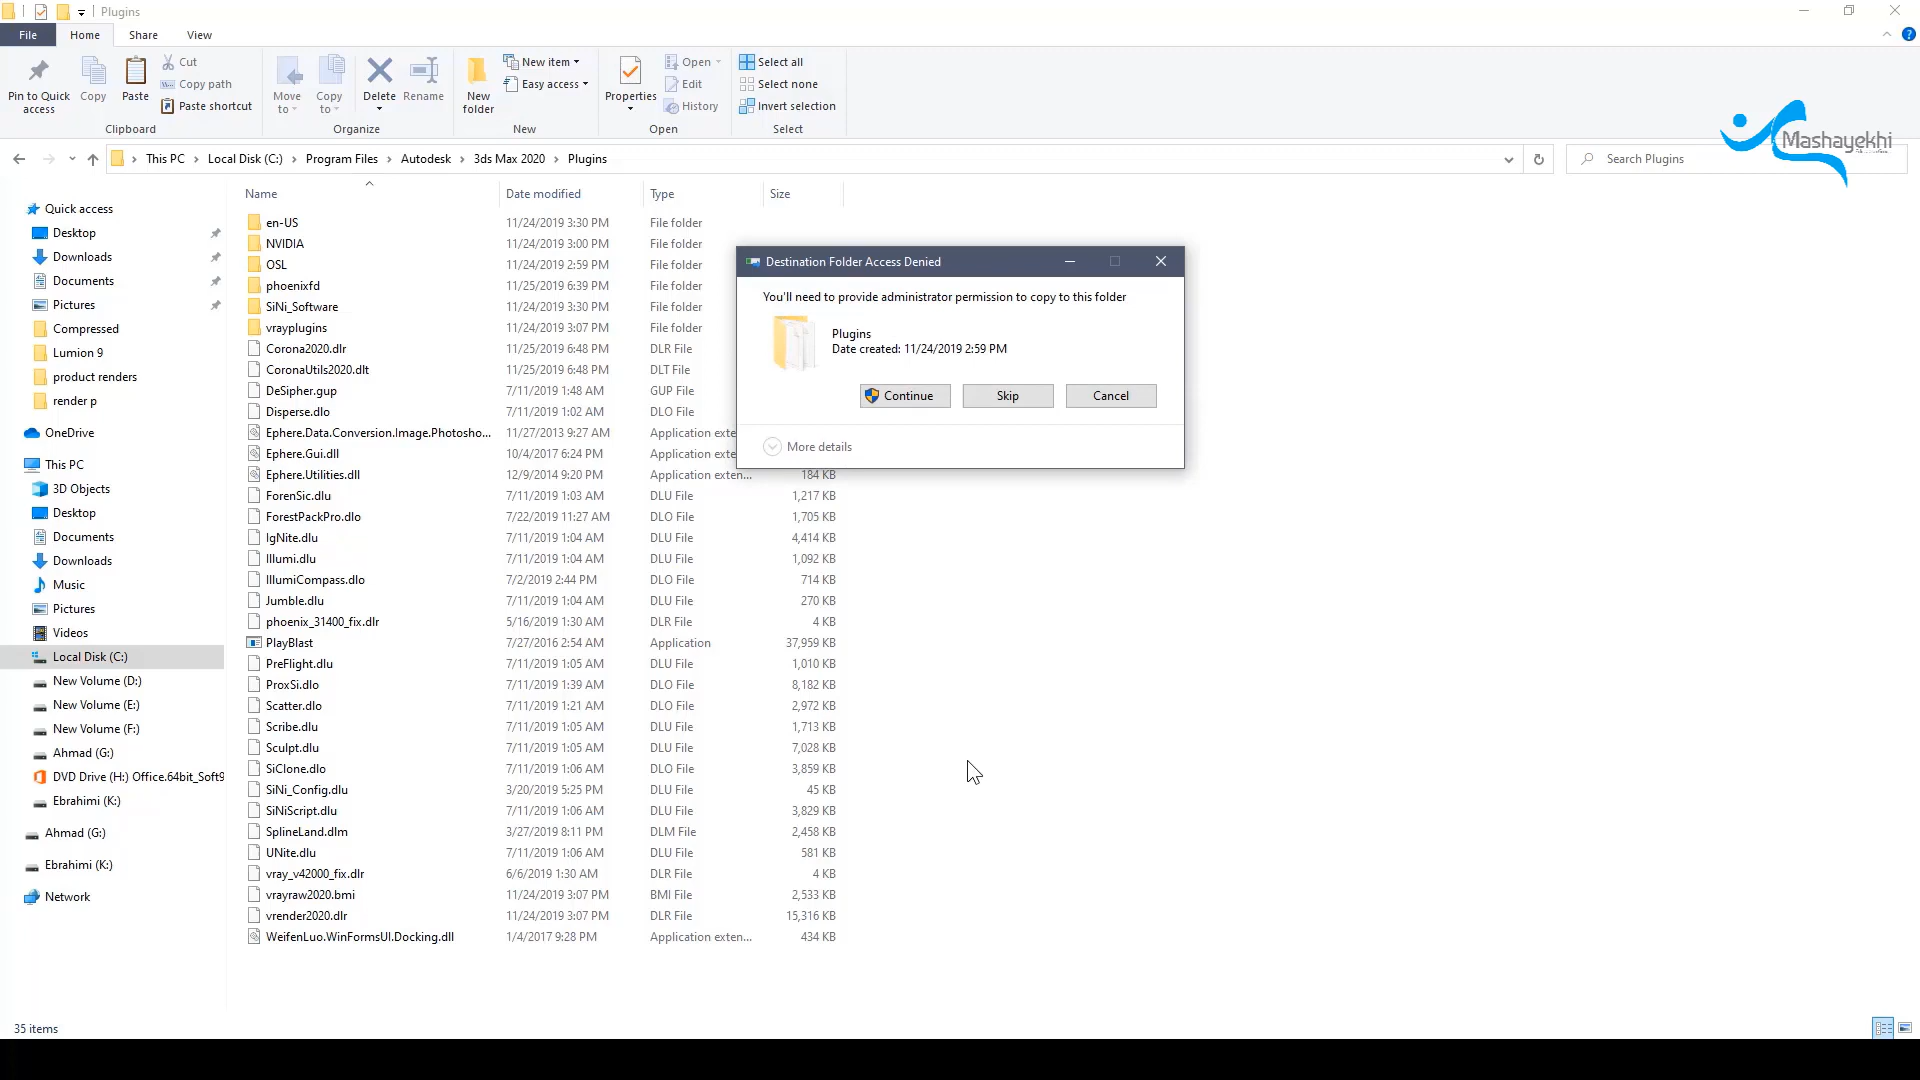 Plugins
File Home Share View
Pin to Quick access
Copy
Paste
Cut
Copy path
Paste shortcut
Clipboard
Move to
Copy to
Delete
Rename
Organize
New folder
New item
Easy access
New
Properties
Open
Edit
History
Open
Select all
Select none
Invert selection
Select
Mashayekhi
This PC Local Disk (C:) Program Files Autodesk 3ds Max 2020 Plugins
Search Plugins
Quick access
Desktop
Downloads
Documents
Pictures
Compressed
Lumion 9
product renders
render p
OneDrive
This PC
3D Objects
Desktop
Documents
Downloads
Music
Pictures
Videos
Local Disk (C:)
New Volume (D:)
New Volume (E:)
New Volume (F:)
Ahmad (G:)
DVD Drive (H:) Office.64bit_Soft9
Ebrahimi (K:)
Ahmad (G:)
Ebrahimi (K:)
Network
Name Date modified Type Size
en-US 11/24/2019 3:30 PM File folder
NVIDIA 11/24/2019 3:00 PM File folder
OSL 11/24/2019 2:59 PM File folder
phoenixfd 11/25/2019 6:39 PM File folder
SiNi_Software 11/24/2019 3:30 PM File folder
vrayplugins 11/24/2019 3:07 PM File folder
Corona2020.dlr 11/25/2019 6:48 PM DLR File
CoronaUtils2020.dlt 11/25/2019 6:48 PM DLT File
DeSipher.gup 7/11/2019 1:48 AM GUP File
Disperse.dlo 7/11/2019 1:02 AM DLO File
Ephere.Data.Conversion.Image.Photosho... 11/27/2013 9:27 AM Application exte
Ephere.Gui.dll 10/4/2017 6:24 PM Application exte
Ephere.Utilities.dll 12/9/2014 9:20 PM Application exten... 184 KB
ForenSic.dlu 7/11/2019 1:03 AM DLU File 1,217 KB
ForestPackPro.dlo 7/22/2019 11:27 AM DLO File 1,705 KB
IgNite.dlu 7/11/2019 1:04 AM DLU File 4,414 KB
Illumi.dlu 7/11/2019 1:04 AM DLU File 1,092 KB
IllumiCompass.dlo 7/2/2019 2:44 PM DLO File 714 KB
Jumble.dlu 7/11/2019 1:04 AM DLU File 270 KB
phoenix_31400_fix.dlr 5/16/2019 1:30 AM DLR File 4 KB
PlayBlast 7/27/2016 2:54 AM Application 37,959 KB
PreFlight.dlu 7/11/2019 1:05 AM DLU File 1,010 KB
ProxSi.dlo 7/11/2019 1:39 AM DLO File 8,182 KB
Scatter.dlo 7/11/2019 1:21 AM DLO File 2,972 KB
Scribe.dlu 7/11/2019 1:05 AM DLU File 1,713 KB
Sculpt.dlu 7/11/2019 1:05 AM DLU File 7,028 KB
SiClone.dlo 7/11/2019 1:06 AM DLO File 3,859 KB
SiNi_Config.dlu 3/20/2019 5:25 PM DLU File 45 KB
SiNiScript.dlu 7/11/2019 1:06 AM DLU File 3,829 KB
SplineLand.dlm 3/27/2019 8:11 PM DLM File 2,458 KB
UNite.dlu 7/11/2019 1:06 AM DLU File 581 KB
vray_v42000_fix.dlr 6/6/2019 1:30 AM DLR File 4 KB
vrayraw2020.bmi 11/24/2019 3:07 PM BMI File 2,533 KB
vrender2020.dlr 11/24/2019 3:07 PM DLR File 15,316 KB
WeifenLuo.WinFormsUI.Docking.dll 1/4/2017 9:28 PM Application exten... 434 KB
Destination Folder Access Denied
You'll need to provide administrator permission to copy to this folder
Plugins
Date created: 11/24/2019 2:59 PM
Continue Skip Cancel
More details
35 items